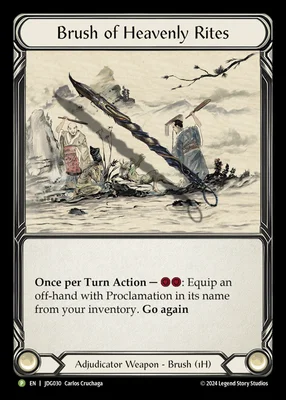 Brush of Heavenly Rites
Once per Turn Action — : Equip an
off-hand with Proclamation in its name
from your inventory. Go again
Adjudicator Weapon - Brush (1H)
P EN | JDG030 Carlos Cruchaga
© 2024 Legend Story Studios